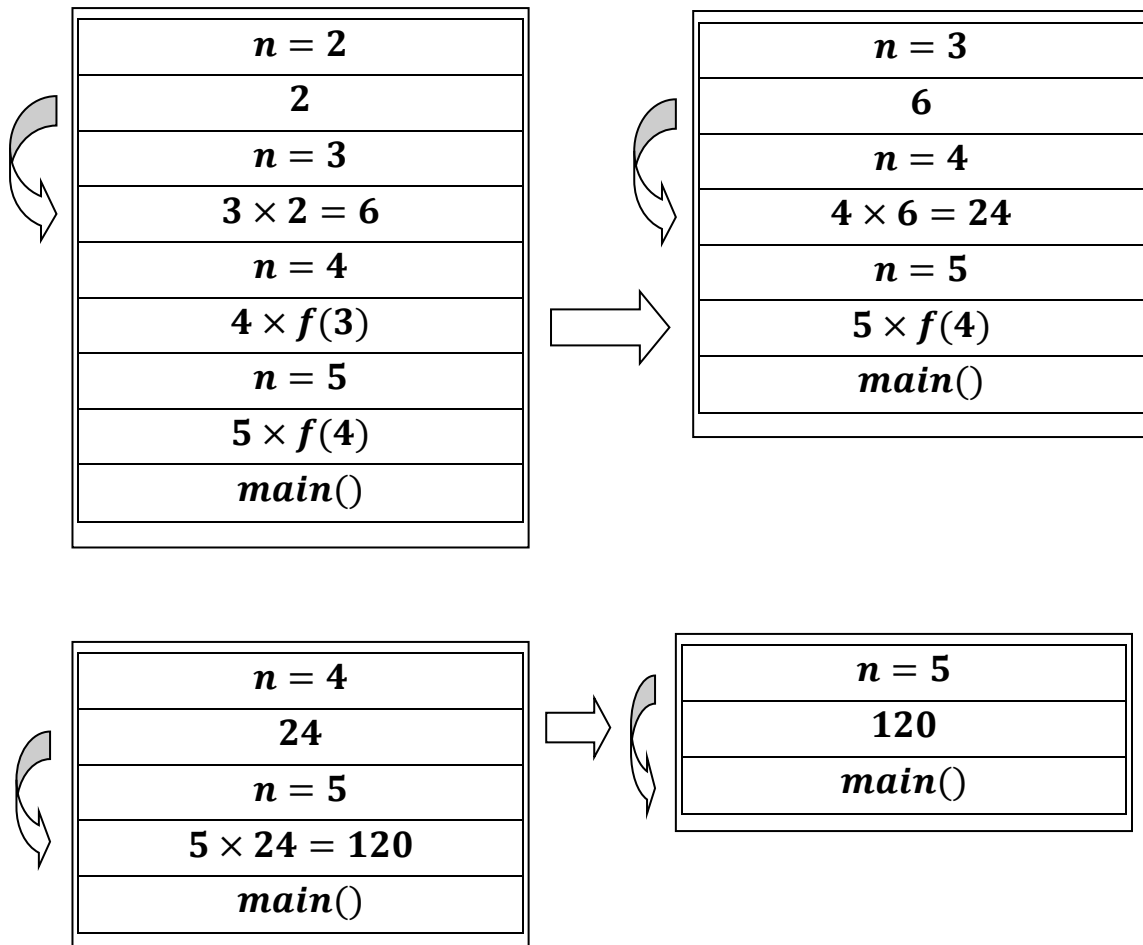 n = 2
2
n = 3
3 × 2 = 6
n = 4
4 × f(3)
n = 5
5 × f(4)
main()
n = 3
6
n = 4
4 × 6 = 24
n = 5
5 × f(4)
main()
n = 4
24
n = 5
5 × 24 = 120
main()
n = 5
120
main()